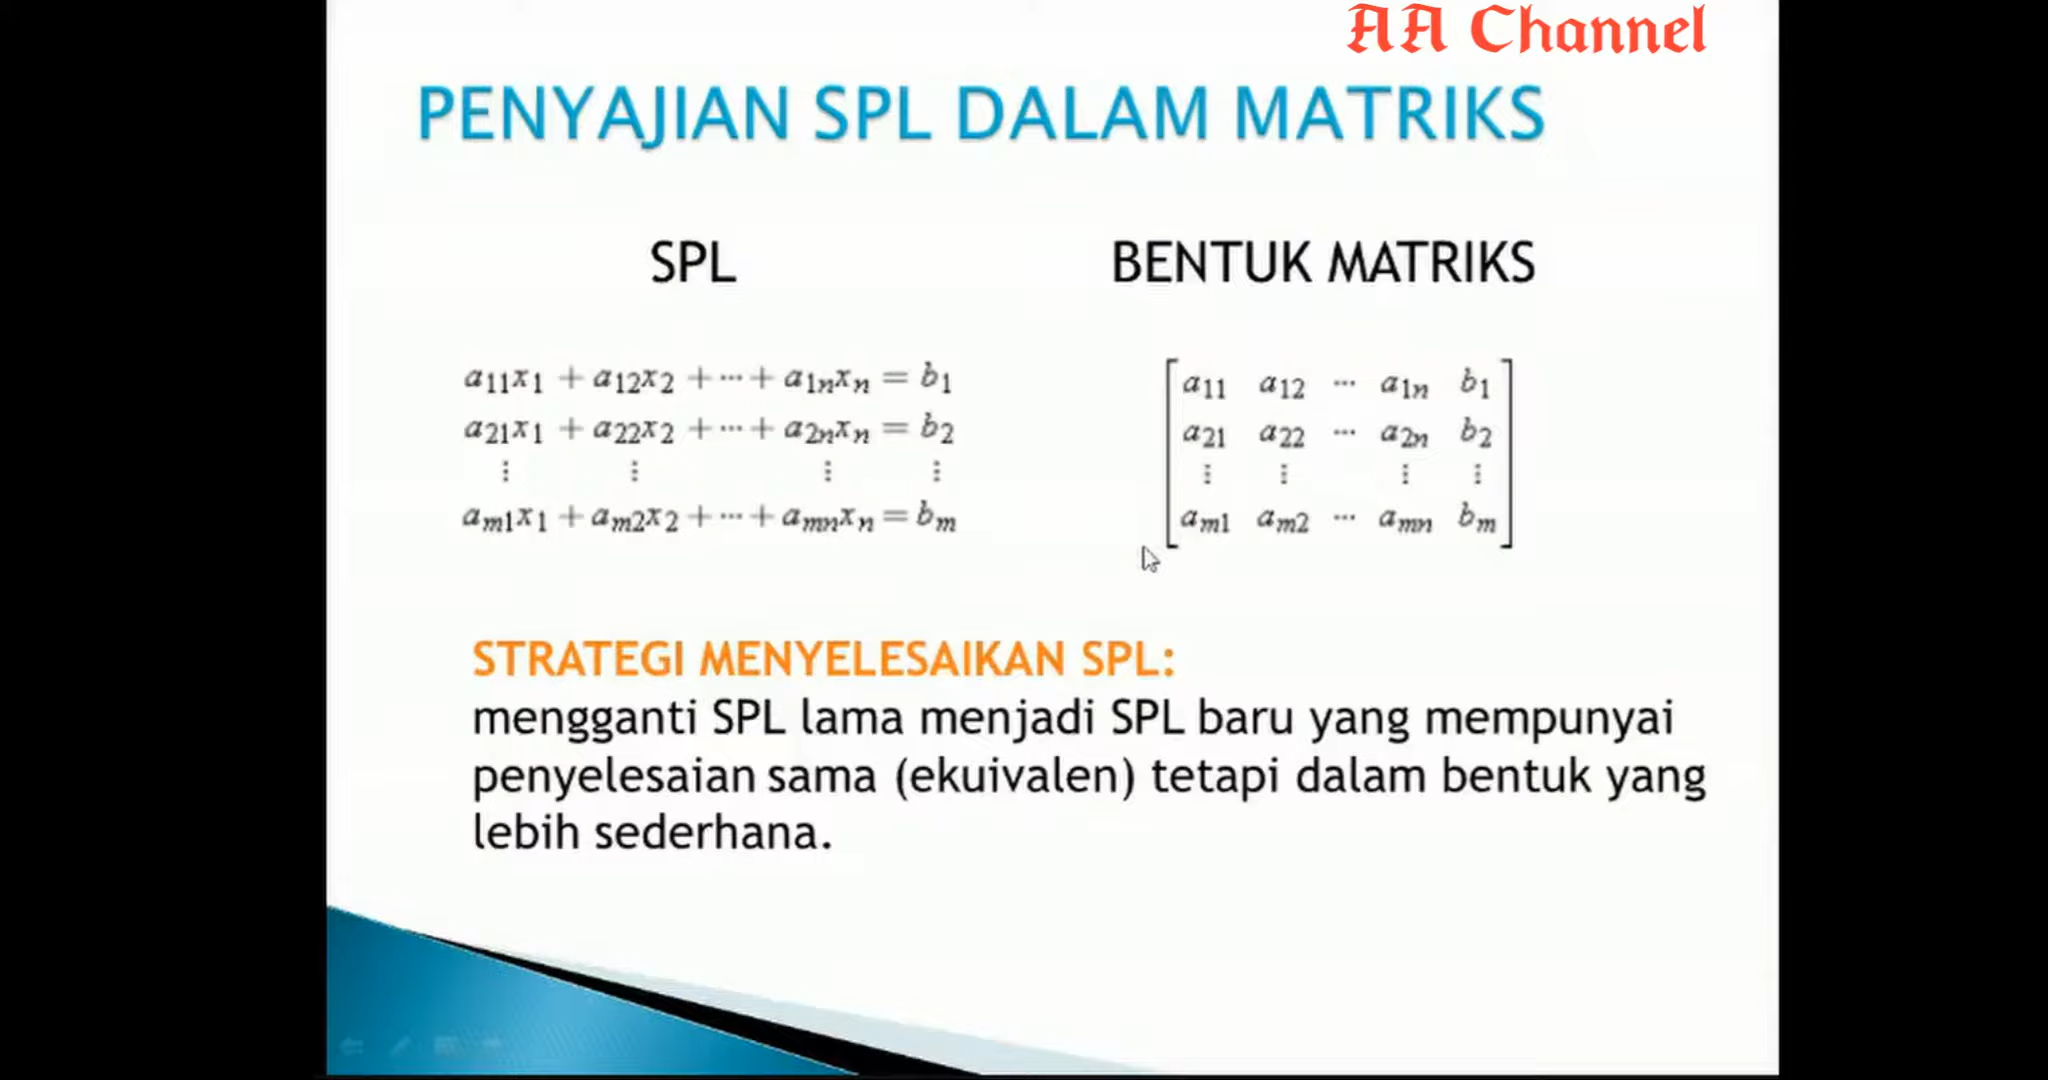 AA Channel
PENYAJIAN SPL DALAM MATRIKS
SPL
BENTUK MATRIKS
a11x1 + a12x2 + ··· + a1nxn = b1
a21x1 + a22x2 + ··· + a2nxn = b2
⋮ ⋮ ⋮ ⋮
am1x1 + am2x2 + ··· + amnxn = bm
a11 a12 ··· a1n b1
a21 a22 ··· a2n b2
⋮ ⋮ ⋮ ⋮
am1 am2 ··· amn bm
STRATEGI MENYELESAIKAN SPL:
mengganti SPL lama menjadi SPL baru yang mempunyai
penyelesaian sama (ekuivalen) tetapi dalam bentuk yang
lebih sederhana.